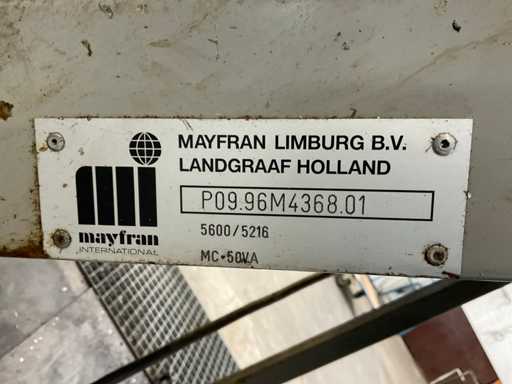 MAYFRAN LIMBURG B.V.
LANDGRAAF HOLLAND
P09.96M4368.01
5600/5216
MC-50VA
mayfran
INTERNATIONAL